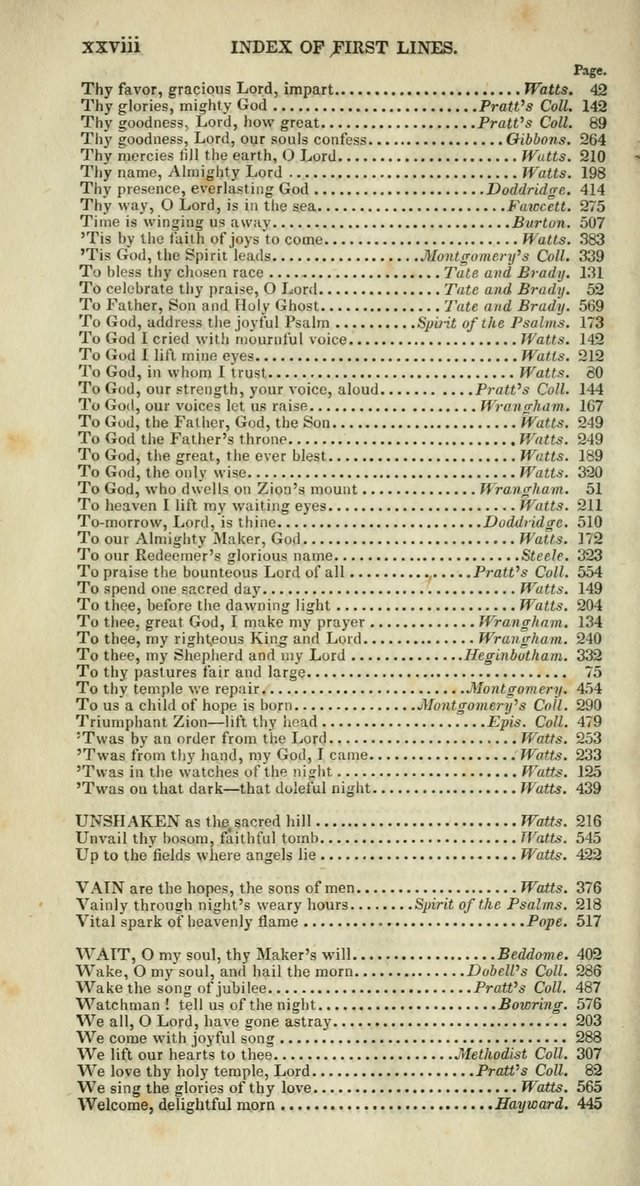 xxviii INDEX OF FIRST LINES.
Page.
Thy favor, gracious Lord, impart......................Watts. 42
Thy glories, mighty God ........................Pratt's Coll. 142
Thy goodness, Lord, how great..................Pratt's Coll. 89
Thy goodness, Lord, our souls confess................Gibbons. 264
Thy mercies fill the earth, O Lord....................Watts. 210
Thy name, Almighty Lord ..........................Watts. 198
Thy presence, everlasting God ....................Doddridge. 414
Thy way, O Lord, is in the sea.....................Fawcett. 275
Time is winging us away............................Burton. 507
'Tis by the faith of joys to come......................Watts. 383
'Tis God, the Spirit leads..................Montgomery's Coll. 339
To bless thy chosen race ......................Tate and Brady. 131
To celebrate thy praise, O Lord...............Tate and Brady. 52
To Father, Son and Holy Ghost...............Tate and Brady. 569
To God, address the joyful Psalm ..........Spirit of the Psalms. 173
To God I cried with mournful voice....................Watts. 142
To God I lift mine eyes..............................Watts. 212
To God, in whom I trust.............................Watts. 80
To God, our strength, your voice, aloud.........Pratt's Coll. 144
To God, our voices let us raise.....................Wrangham. 167
To God, the Father, God, the Son.....................Watts. 249
To God the Father's throne..........................Watts. 249
To God, the great, the ever blest.....................Watts. 189
To God, the only wise...............................Watts. 320
To God, who dwells on Zion's mount ..............Wrangham. 51
To heaven I lift my waiting eyes......................Watts. 211
To-morrow, Lord, is thine.........................Doddridge. 510
To our Almighty Maker, God.........................Watts. 172
To our Redeemer's glorious name.....................Steele. 323
To praise the bounteous Lord of all ...............Pratt's Coll. 554
To spend one sacred day.............................Watts. 149
To thee, before the dawning light .....................Watts. 204
To thee, great God, I make my prayer .............Wrangham. 134
To thee, my righteous King and Lord..............Wrangham. 240
To thee, my Shepherd and my Lord ..............Heginbotham. 332
To thy pastures fair and large................................ 75
To thy temple we repair.........................Montgomery. 454
To us a child of hope is born...............Montgomery's Coll. 290
Triumphant Zion—lift thy head ....................Epis. Coll. 479
'Twas by an order from the Lord......................Watts. 253
'Twas from thy hand, my God, I came.................Watts. 233
'Twas in the watches of the night .....................Watts. 125
'Twas on that dark—that doleful night.................Watts. 439
UNSHAKEN as the sacred hill ........................Watts. 216
Unvail thy bosom, faithful tomb.......................Watts. 545
Up to the fields where angels lie ......................Watts. 422
VAIN are the hopes, the sons of men...................Watts. 376
Vainly through night's weary hours........Spirit of the Psalms. 218
Vital spark of heavenly flame ..........................Pope. 517
WAIT, O my soul, thy Maker's will..................Beddome. 402
Wake, O my soul, and hail the morn.............Dobell's Coll. 286
Wake the song of jubilee.........................Pratt's Coll. 487
Watchman ! tell us of the night.....................Bowring. 576
We all, O Lord, have gone astray............................. 203
We come with joyful song ................................... 288
We lift our hearts to thee.......................Methodist Coll. 307
We love thy holy temple, Lord..................Pratt's Coll. 82
We sing the glories of thy love........................Watts. 565
Welcome, delightful morn ..........................Hayward. 445